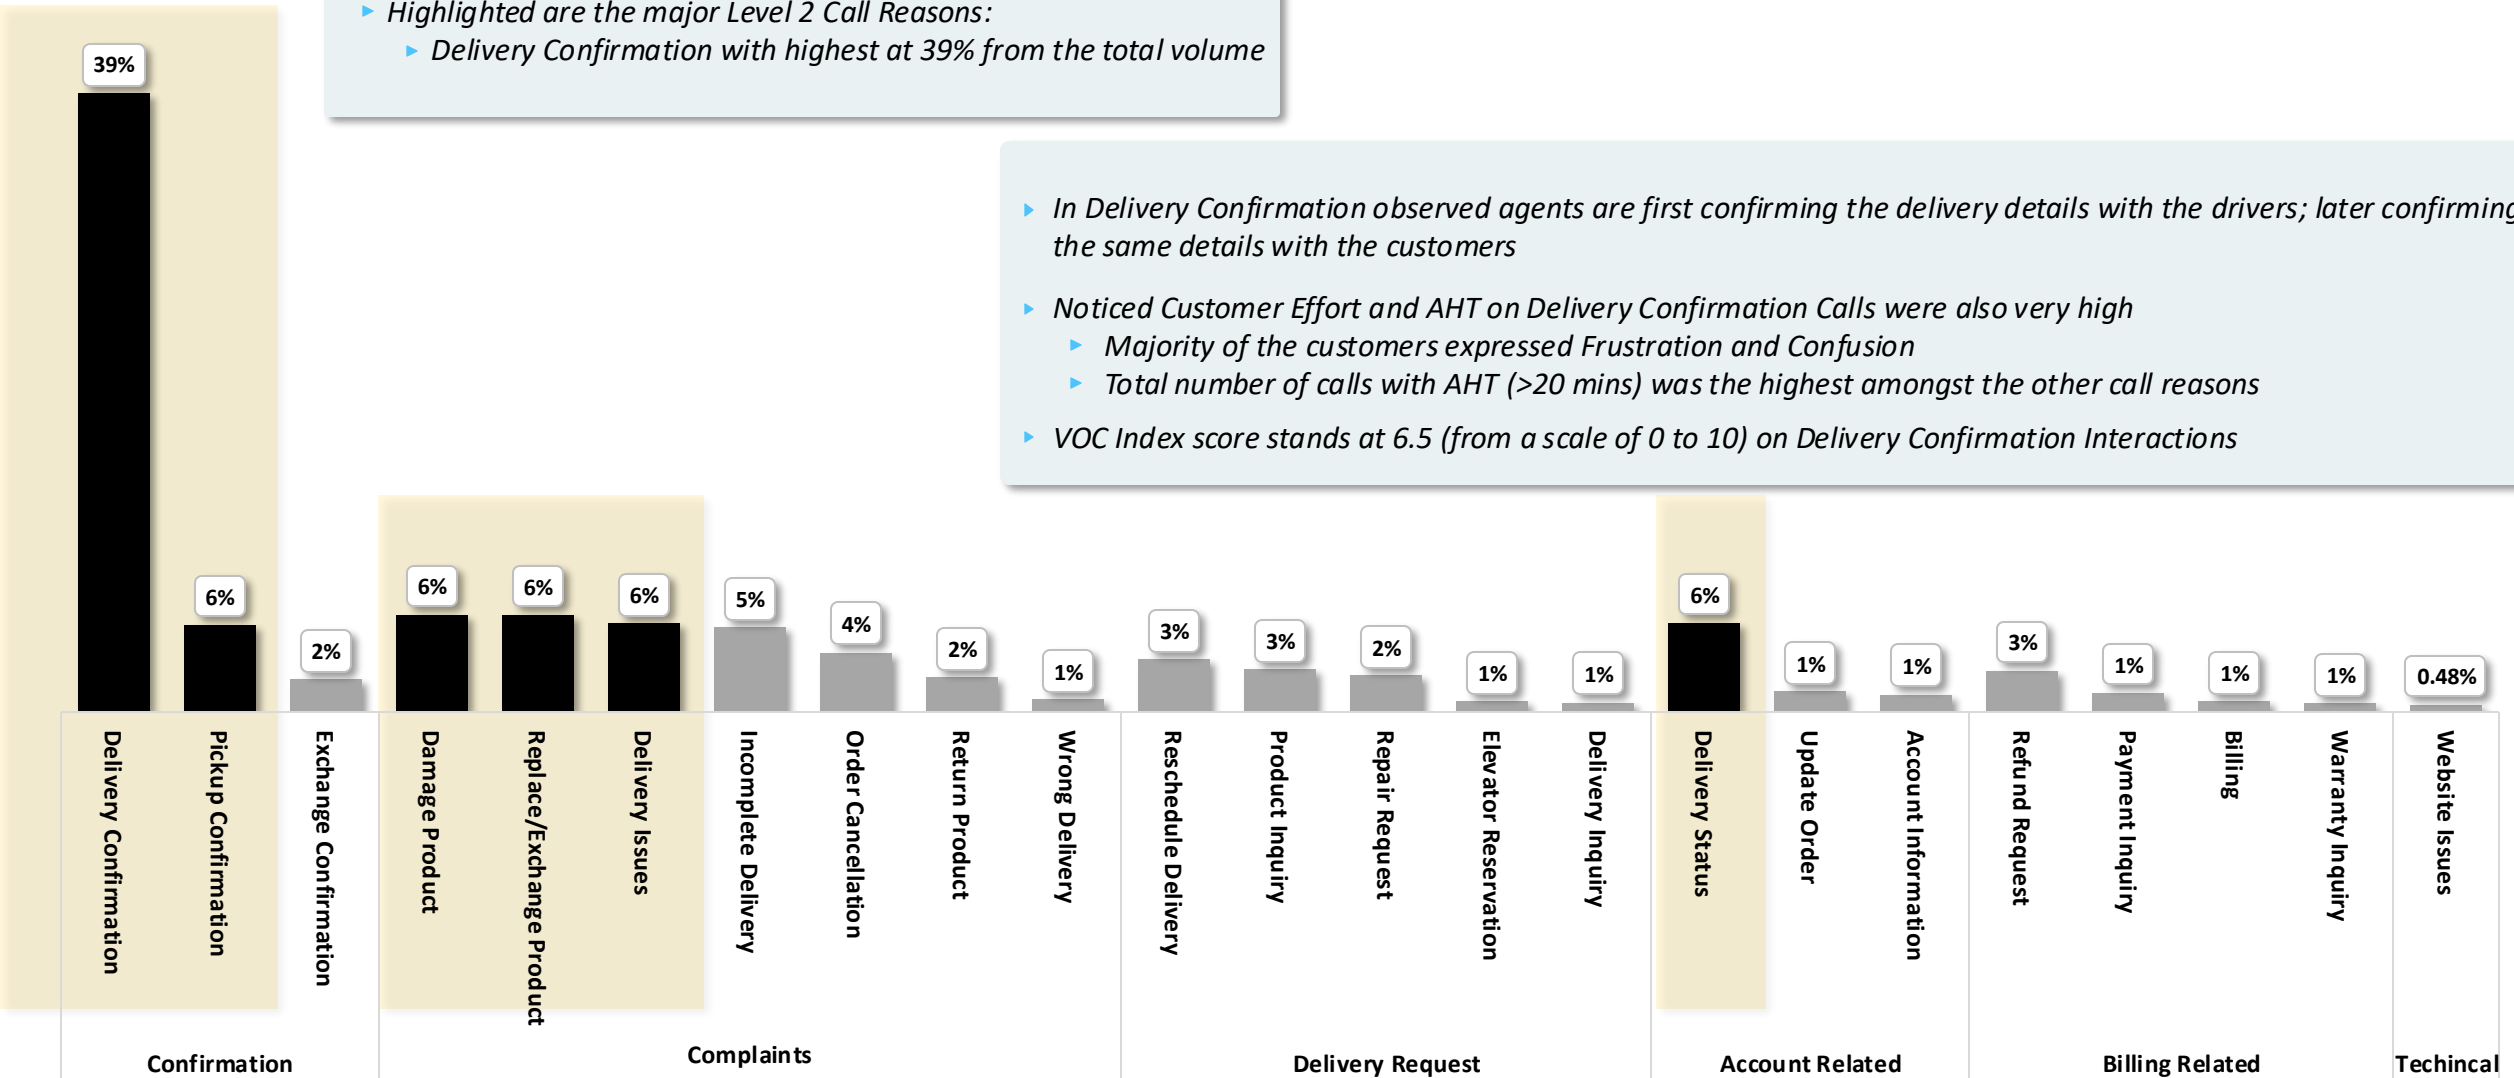 Highlighted are the major Level 2 Call Reasons:
Delivery Confirmation with highest at 39% from the total volume
In Delivery Confirmation observed agents are first confirming the delivery details with the drivers; later confirming
the same details with the customers
Noticed Customer Effort and AHT on Delivery Confirmation Calls were also very high
Majority of the customers expressed Frustration and Confusion
Total number of calls with AHT (>20 mins) was the highest amongst the other call reasons
VOC Index score stands at 6.5 (from a scale of 0 to 10) on Delivery Confirmation Interactions
39%
6%
2%
6%
6%
6%
5%
4%
2%
1%
3%
3%
2%
1%
1%
6%
1%
1%
3%
1%
1%
1%
0.48%
Delivery Confirmation
Pickup Confirmation
Exchange Confirmation
Damage Product
Replace/Exchange Product
Delivery Issues
Incomplete Delivery
Order Cancellation
Return Product
Wrong Delivery
Reschedule Delivery
Product Inquiry
Repair Request
Elevator Reservation
Delivery Inquiry
Delivery Status
Update Order
Account Information
Refund Request
Payment Inquiry
Billing
Warranty Inquiry
Website Issues
Confirmation
Complaints
Delivery Request
Account Related
Billing Related
Techincal